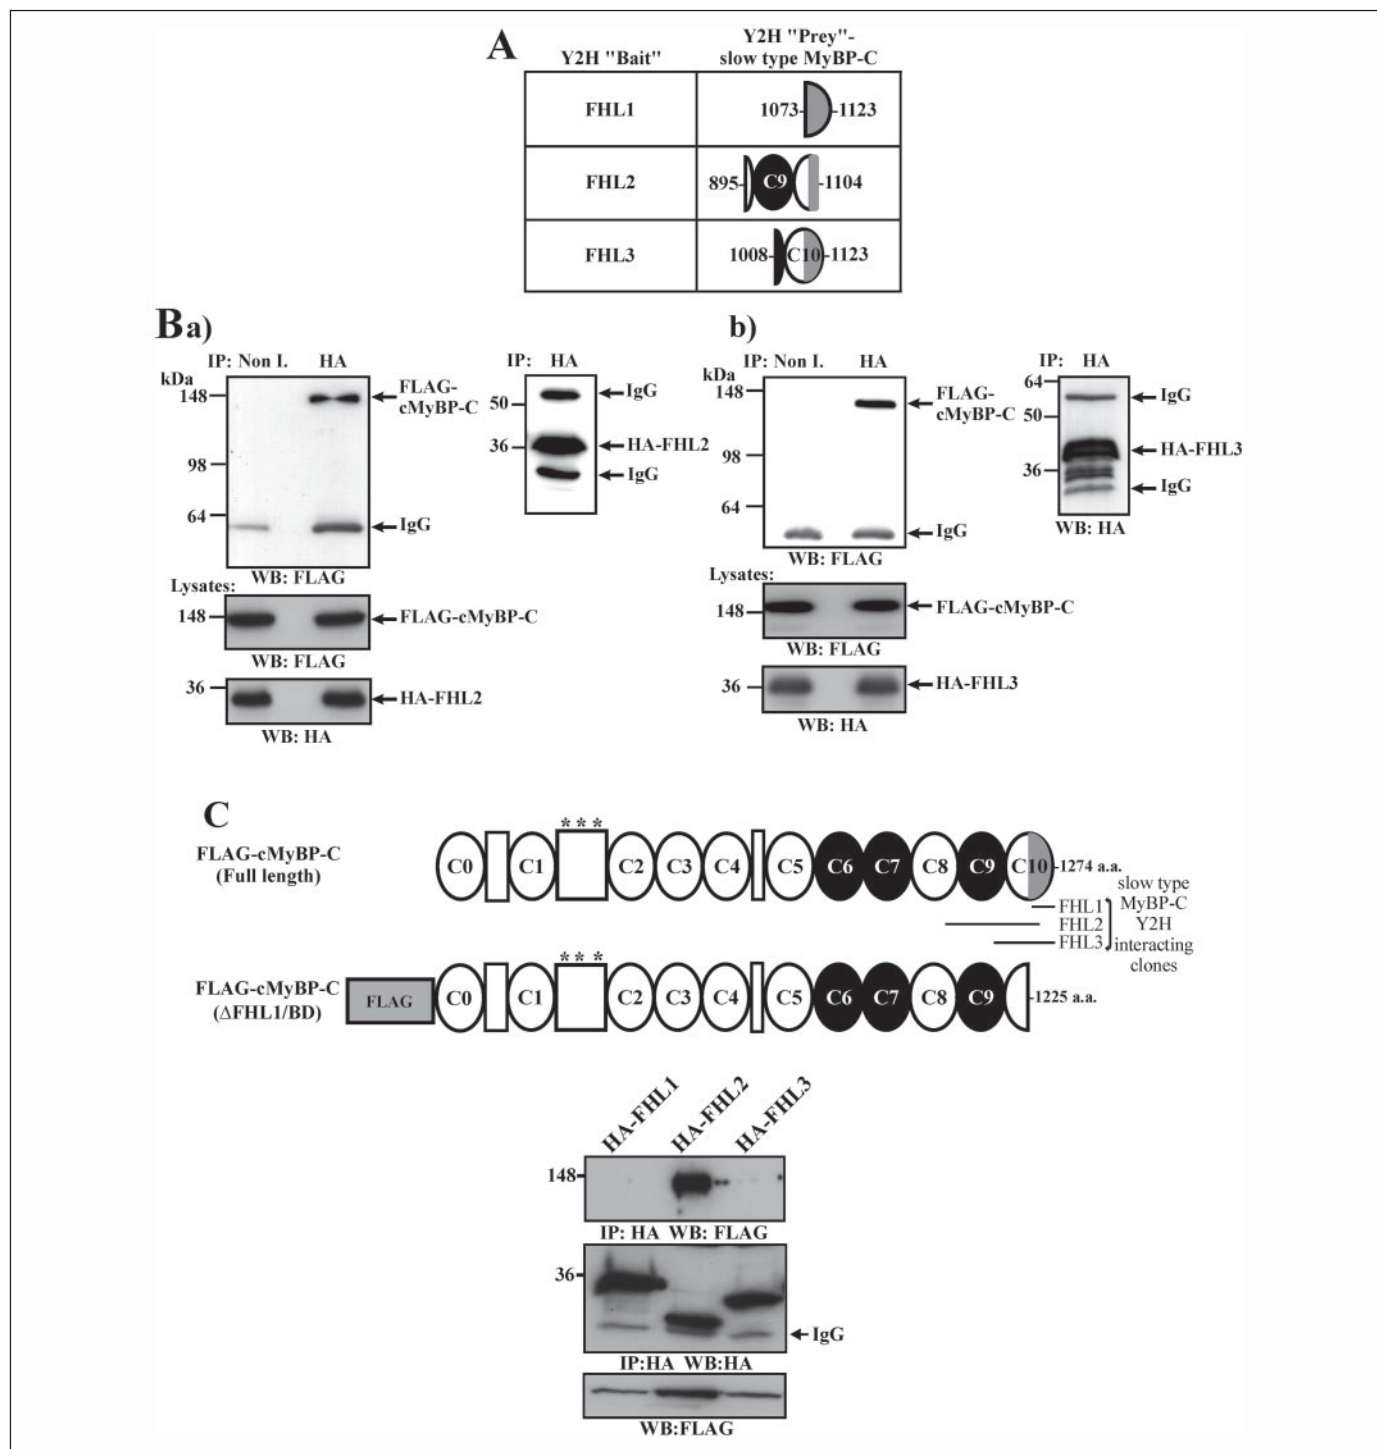 A
Y2H "Bait"
Y2H "Prey"-
slow type MyBP-C
FHL1
1073- -1123
FHL2
895- C9 -1104
FHL3
1008- C10 -1123
Ba)
IP: Non I. HA
kDa
148
98
64
FLAG-
cMyBP-C
IgG
WB: FLAG
Lysates:
148
FLAG-cMyBP-C
WB: FLAG
36
HA-FHL2
WB: HA
IP: HA
50
36
IgG
HA-FHL2
IgG
b)
IP: Non I. HA
kDa
148
98
64
FLAG-
cMyBP-C
IgG
WB: FLAG
Lysates:
148
FLAG-cMyBP-C
WB: FLAG
36
HA-FHL3
WB: HA
IP: HA
64
50
36
IgG
HA-FHL3
IgG
WB: HA
C
FLAG-cMyBP-C
(Full length)
* * *
C0 C1 C2 C3 C4 C5 C6 C7 C8 C9 C10 -1274 a.a.
FHL1
FHL2
FHL3
slow type
MyBP-C
Y2H
interacting
clones
FLAG-cMyBP-C
(ΔFHL1/BD)
* * *
FLAG C0 C1 C2 C3 C4 C5 C6 C7 C8 C9 -1225 a.a.
HA-FHL1 HA-FHL2 HA-FHL3
148
IP: HA WB: FLAG
36
IgG
IP:HA WB:HA
WB:FLAG